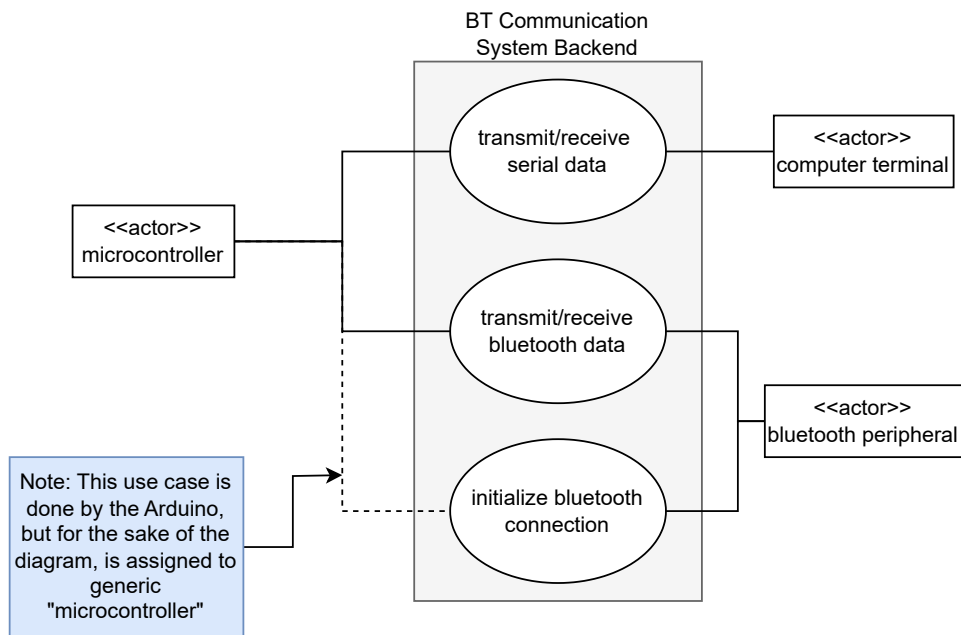 BT Communication
System Backend
transmit/receive
serial data
<<actor>>
computer terminal
<<actor>>
microcontroller
transmit/receive
bluetooth data
<<actor>>
bluetooth peripheral
initialize bluetooth
connection
Note: This use case is
done by the Arduino,
but for the sake of the
diagram, is assigned to
generic
"microcontroller"